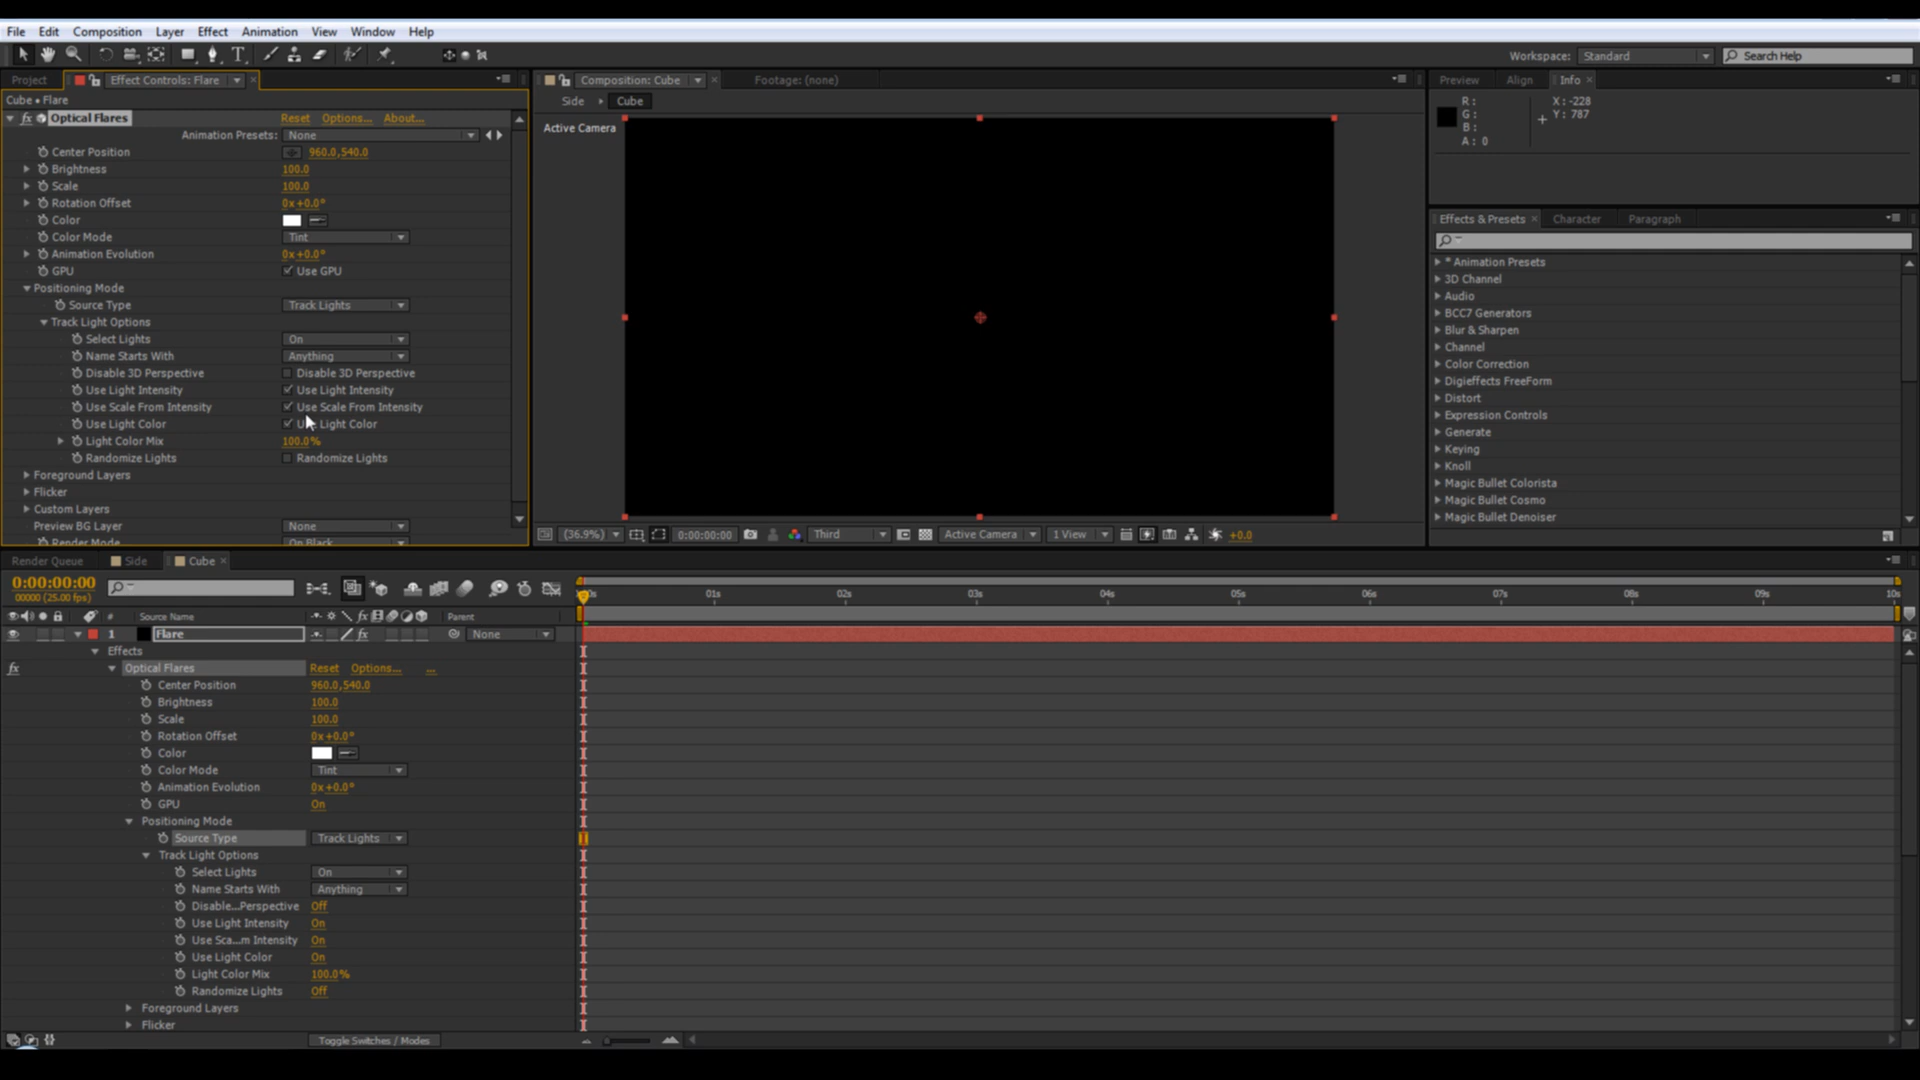 File Edit Composition Layer Effect Animation View Window Help
Workspace: Standard Search Help
Project Effect Controls: Flare
Cube • Flare
fx Optical Flares Reset Options... About...
Animation Presets: None
Center Position 960.0,540.0
Brightness 100.0
Scale 100.0
Rotation Offset 0x+0.0°
Color
Color Mode Tint
Animation Evolution 0x+0.0°
GPU Use GPU
Positioning Mode
Source Type Track Lights
Track Light Options
Select Lights On
Name Starts With Anything
Disable 3D Perspective Disable 3D Perspective
Use Light Intensity Use Light Intensity
Use Scale From Intensity Use Scale From Intensity
Use Light Color Light Color
Light Color Mix 100.0%
Randomize Lights Randomize Lights
Foreground Layers
Flicker
Custom Layers
Preview BG Layer None
Render Mode On Black
Composition: Cube Footage: (none)
Side Cube
Active Camera
(36.9%) 0:00:00:00 Third Active Camera 1 View +0.0
Preview Align Info
R: X: -228
G: Y: 787
B:
A: 0
Effects & Presets Character Paragraph
* Animation Presets
3D Channel
Audio
BCC7 Generators
Blur & Sharpen
Channel
Color Correction
Digieffects FreeForm
Distort
Expression Controls
Generate
Keying
Knoll
Magic Bullet Colorista
Magic Bullet Cosmo
Magic Bullet Denoiser
Render Queue Side Cube
0:00:00:00
00000 (25.00 fps)
01s 02s 03s 04s 05s 06s 07s 08s 09s 10s
# Source Name fx Parent
1 Flare fx None
Effects
fx Optical Flares Reset Options... ...
Center Position 960.0,540.0
Brightness 100.0
Scale 100.0
Rotation Offset 0x+0.0°
Color
Color Mode Tint
Animation Evolution 0x+0.0°
GPU On
Positioning Mode
Source Type Track Lights
Track Light Options
Select Lights On
Name Starts With Anything
Disable...Perspective Off
Use Light Intensity On
Use Sca...m Intensity On
Use Light Color On
Light Color Mix 100.0%
Randomize Lights Off
Foreground Layers
Flicker
Toggle Switches / Modes